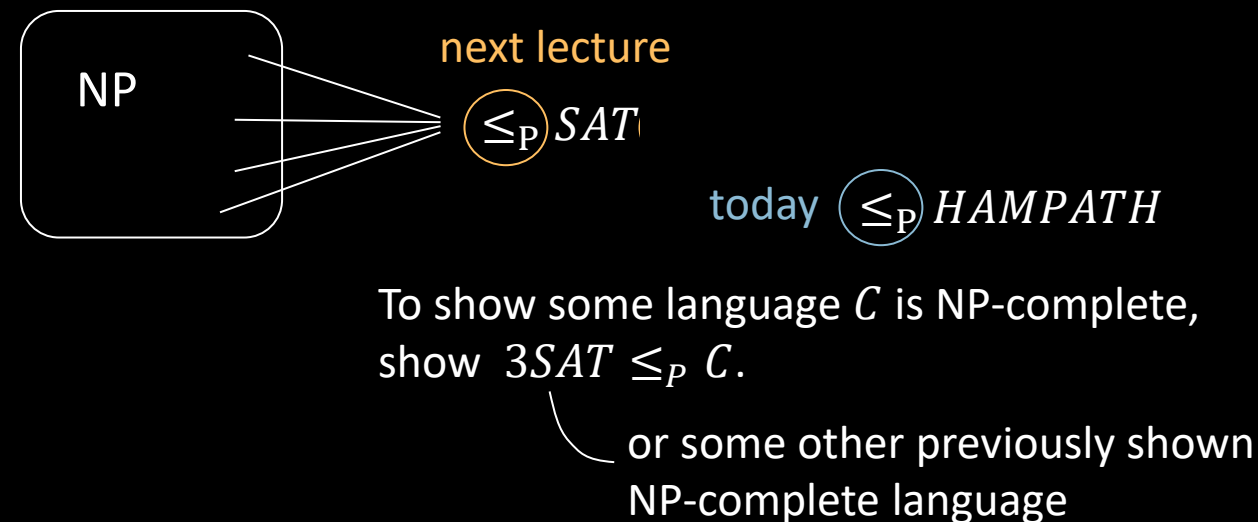 NP
next lecture
≤P SAT
today ≤P HAMPATH
To show some language C is NP-complete,
show 3SAT ≤P C.
or some other previously shown
NP-complete language